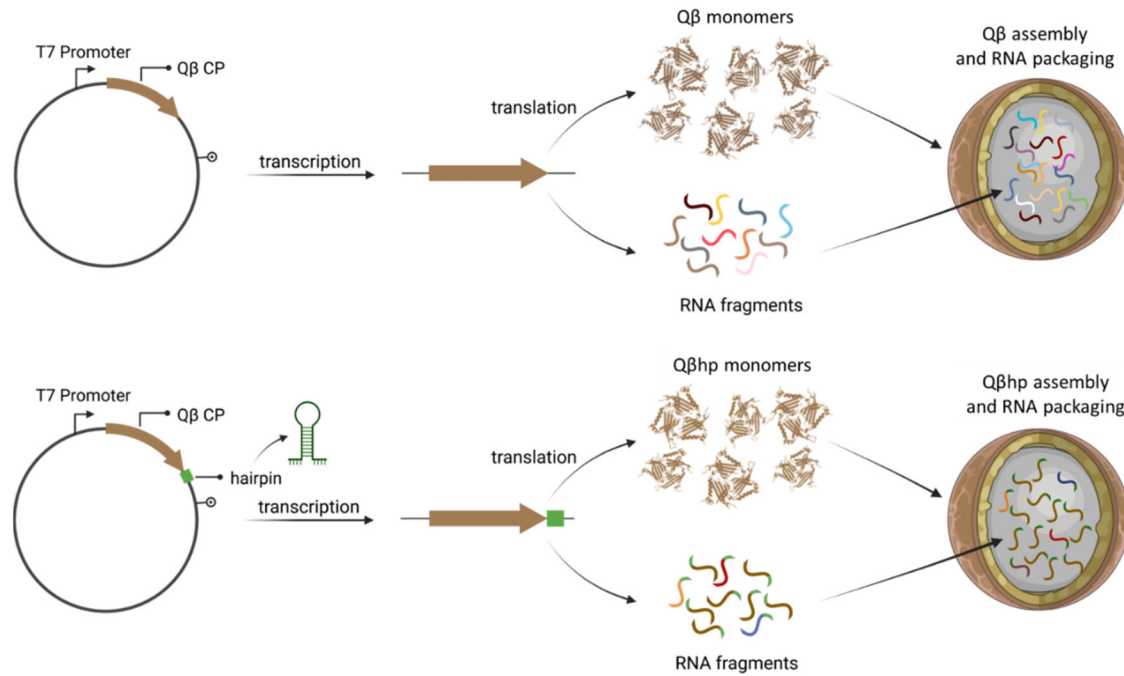 T7 Promoter
Qβ CP
transcription
translation
Qβ monomers
RNA fragments
Qβ assembly
and RNA packaging
T7 Promoter
Qβ CP
hairpin
transcription
translation
Qβhp monomers
RNA fragments
Qβhp assembly
and RNA packaging